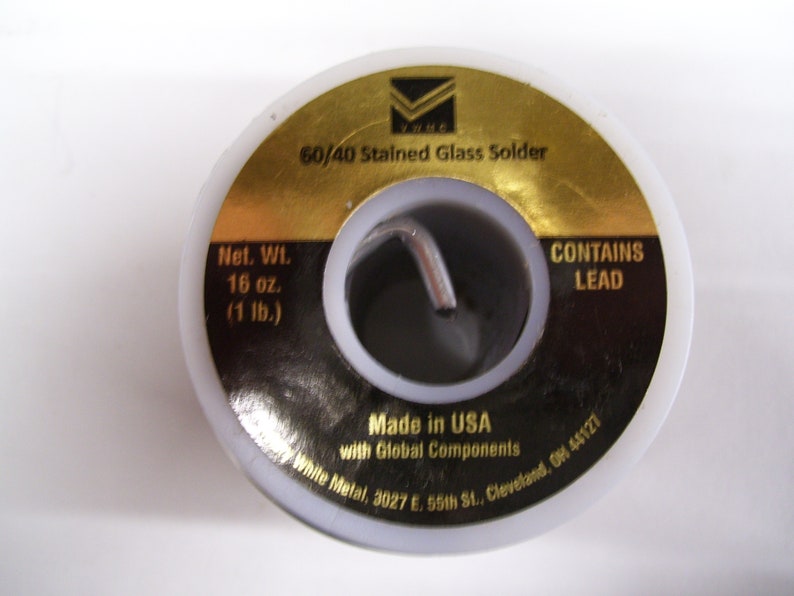 VWMC
60/40 Stained Glass Solder
Net. Wt.
16 oz.
(1 lb.)
CONTAINS
LEAD
Made in USA
with Global Components
White Metal, 3027 E. 55th St., Cleveland, OH 44127